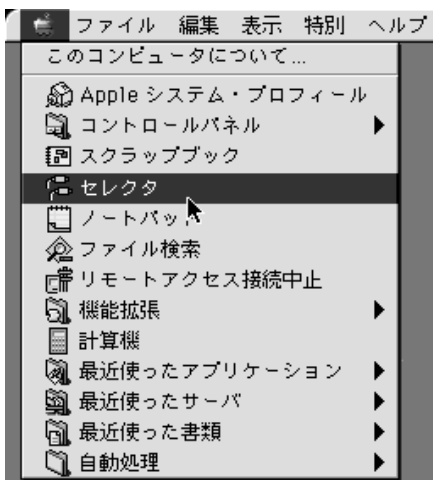 ファイル 編集 表示 特別 ヘルプ
このコンピュータについて...
Apple システム・プロフィール
コントロールパネル
スクラップブック
セレクタ
ノートパッド
ファイル検索
リモートアクセス接続中止
機能拡張
計算機
最近使ったアプリケーション
最近使ったサーバ
最近使った書類
自動処理